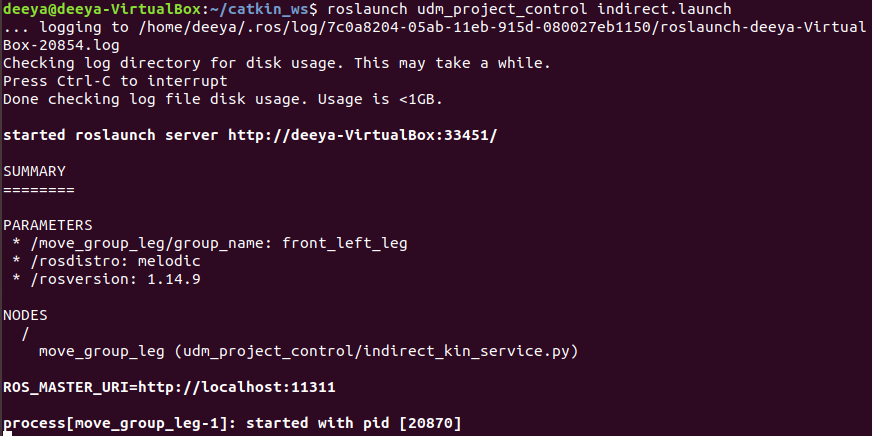 deeya@deeya-VirtualBox:~/catkin_ws$ roslaunch udm_project_control indirect.launch
... logging to /home/deeya/.ros/log/7c0a8204-05ab-11eb-915d-080027eb1150/roslaunch-deeya-Virtual
Box-20854.log
Checking log directory for disk usage. This may take a while.
Press Ctrl-C to interrupt
Done checking log file disk usage. Usage is <1GB.
started roslaunch server http://deeya-VirtualBox:33451/
SUMMARY
========
PARAMETERS
 * /move_group_leg/group_name: front_left_leg
 * /rosdistro: melodic
 * /rosversion: 1.14.9
NODES
  /
    move_group_leg (udm_project_control/indirect_kin_service.py)
ROS_MASTER_URI=http://localhost:11311
process[move_group_leg-1]: started with pid [20870]